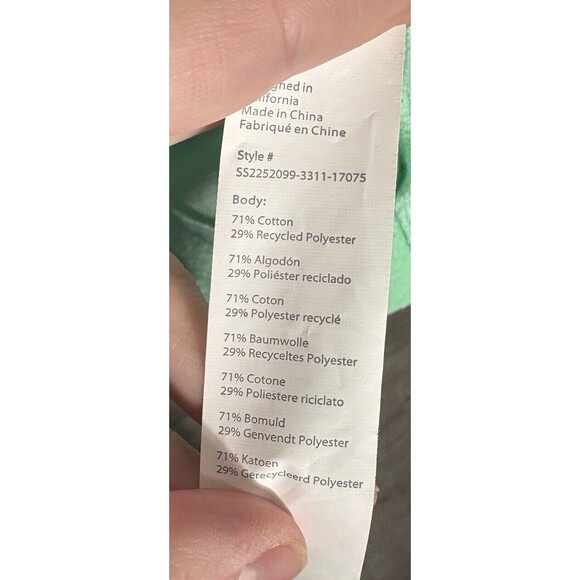 in
Made in China
Fabriqué en Chine
Style #
SS2252099-3311-17075
Body:
71% Cotton
29% Recycled Polyester
71% Algodón
29% Poliéster reciclado
71% Coton
29% Polyester recyclé
71% Baumwolle
29% Recyceltes Polyester
71% Cotone
29% Poliestere riciclato
71% Bomuld
29% Genvendt Polyester
71% Katoen
29% Gerecycleerd Polyester